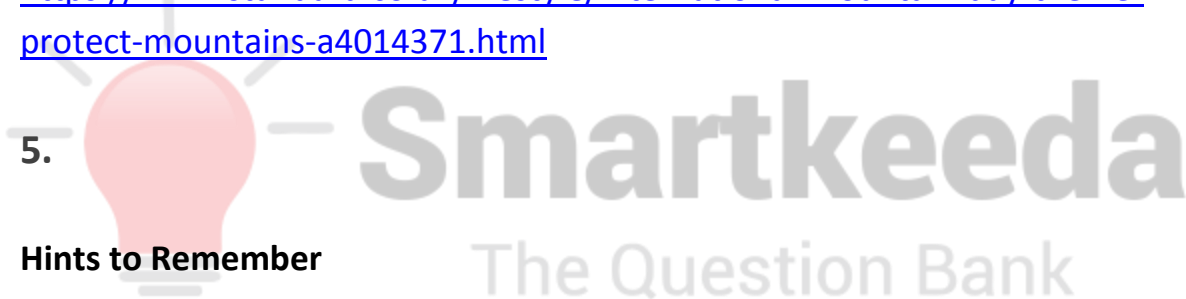 protect-mountains-a4014371.html
Smartkeeda
5.
The Question Bank
Hints to Remember